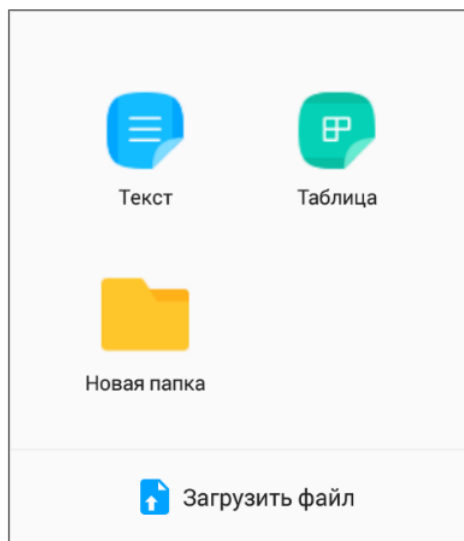 Текст
Таблица
Новая папка
Загрузить файл